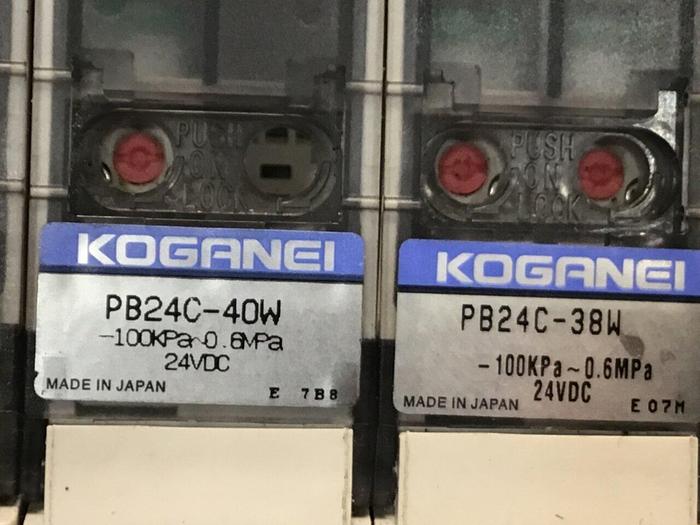 PUSH
ON
LOCK
KOGANEI
PB24C-40W
-100KPa~0.6MPa
24VDC
MADE IN JAPAN E 7B8
PUSH
ON
LOCK
KOGANEI
PB24C-38W
-100KPa~0.6MPa
24VDC
MADE IN JAPAN E07M